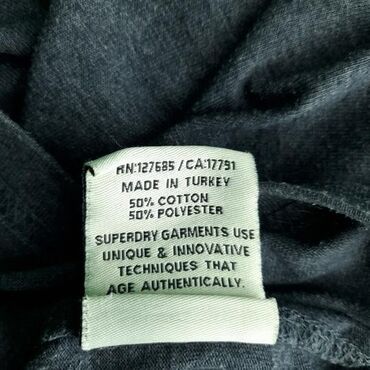 RN:127685 / CA:17791
MADE IN TURKEY
50% COTTON
50% POLYESTER
SUPERDRY GARMENTS USE
UNIQUE & INNOVATIVE
TECHNIQUES THAT
AGE AUTHENTICALLY.